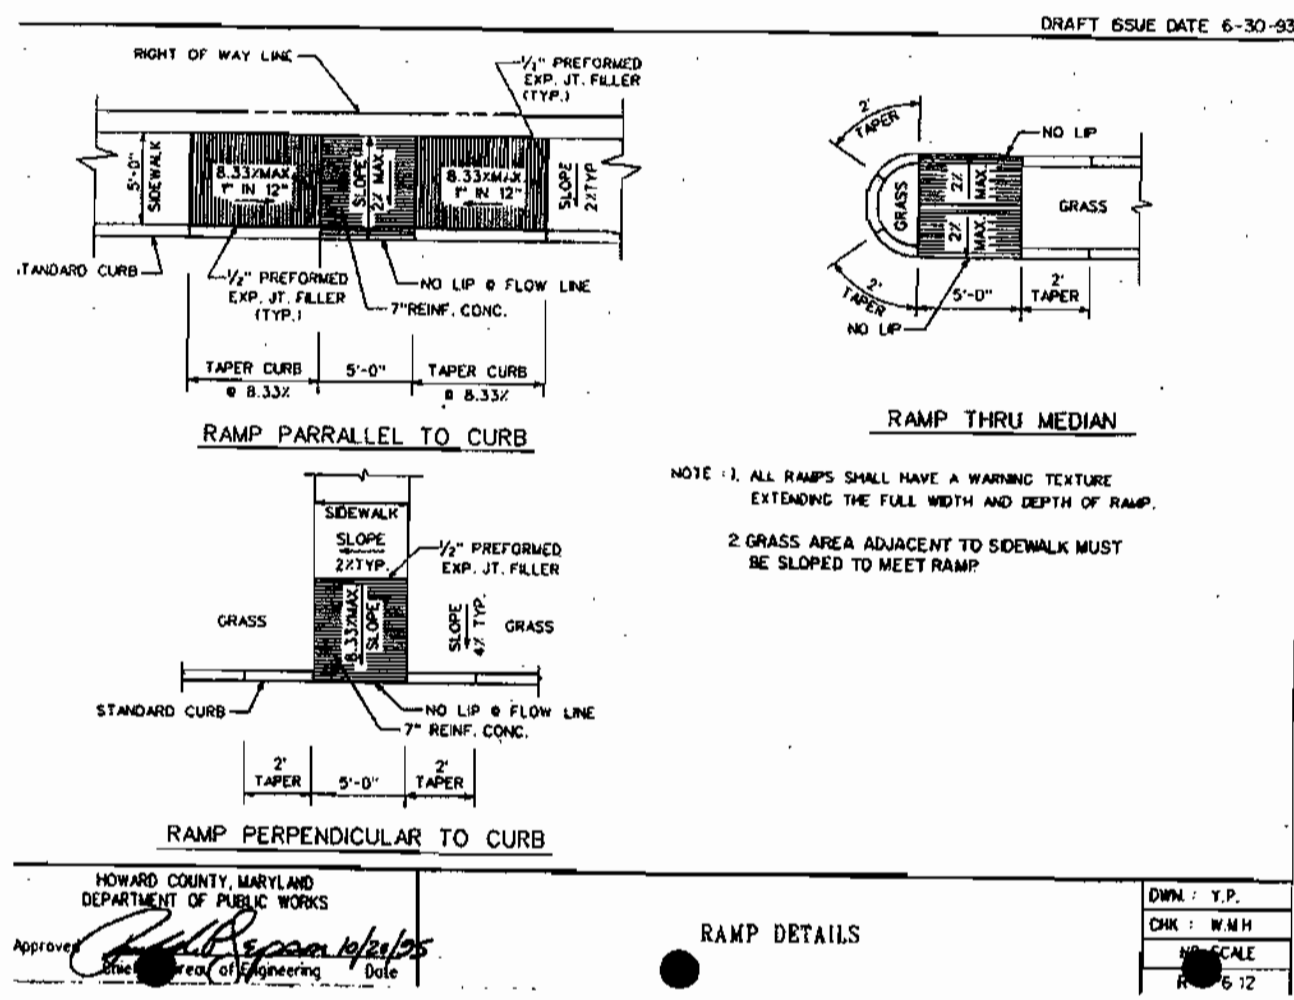 DRAFT ISSUE DATE 6-30-93
RIGHT OF WAY LINE
1/2" PREFORMED
EXP. JT. FILLER
(TYP.)
5'-0"
SIDEWALK
8.33%MAX.
1" IN 12"
SLOPE
2% MAX.
8.33%MAX.
1" IN 12"
SLOPE
2%TYP
TANDARD CURB
1/2" PREFORMED
EXP. JT. FILLER
(TYP.)
NO LIP @ FLOW LINE
7"REINF. CONC.
TAPER CURB
@ 8.33%
5'-0"
TAPER CURB
@ 8.33%
RAMP PARRALLEL TO CURB
2'
TAPER
NO LIP
GRASS
2%
MAX.
2%
MAX.
GRASS
2'
TAPER
5'-0"
2'
TAPER
NO LIP
RAMP THRU MEDIAN
NOTE : 1. ALL RAMPS SHALL HAVE A WARNING TEXTURE
EXTENDING THE FULL WIDTH AND DEPTH OF RAMP.
2. GRASS AREA ADJACENT TO SIDEWALK MUST
BE SLOPED TO MEET RAMP
SIDEWALK
SLOPE
2%TYP.
1/2" PREFORMED
EXP. JT. FILLER
GRASS
8.33%MAX.
SLOPE
SLOPE
4% TYP.
GRASS
STANDARD CURB
NO LIP @ FLOW LINE
7" REINF. CONC.
2'
TAPER
5'-0"
2'
TAPER
RAMP PERPENDICULAR TO CURB
HOWARD COUNTY, MARYLAND
DEPARTMENT OF PUBLIC WORKS
Approved 10/20/95
Chief of Engineering Date
RAMP DETAILS
DWN. : Y.P.
CHK : W.M H
SCALE
R 6 12